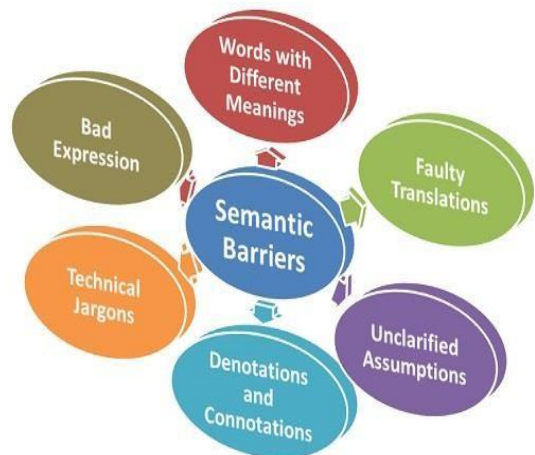 Words with
Different
Meanings
Bad
Expression
Faulty
Translations
Semantic
Barriers
Technical
Jargons
Unclarified
Assumptions
Denotations
and
Connotations